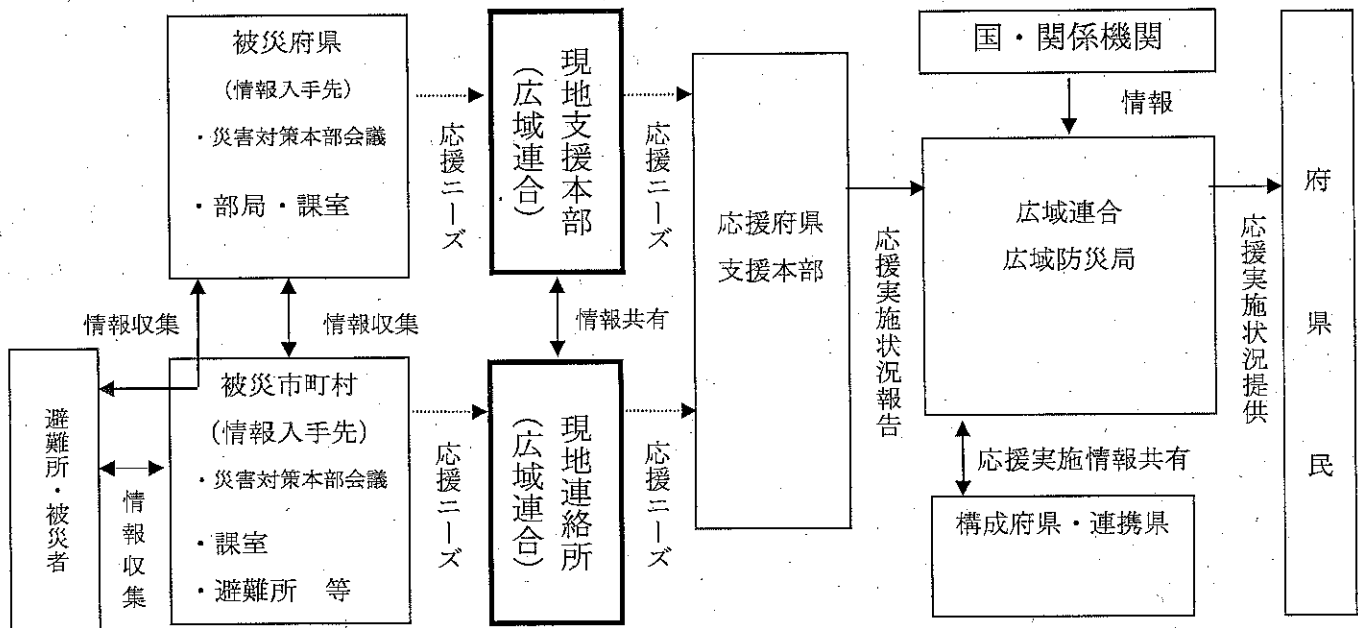 被災府県
(情報入手先)
・災害対策本部会議
・部局・課室
応援ニーズ
現地支援本部
(広域連合)
応援ニーズ
情報収集
情報収集
情報共有
避難所・被災者
情報収集
被災市町村
(情報入手先)
・災害対策本部会議
・課室
・避難所 等
応援ニーズ
現地連絡所
(広域連合)
応援ニーズ
応援府県
支援本部
応援実施状況報告
国・関係機関
情報
広域連合
広域防災局
応援実施情報共有
構成府県・連携県
応援実施状況提供
府県民